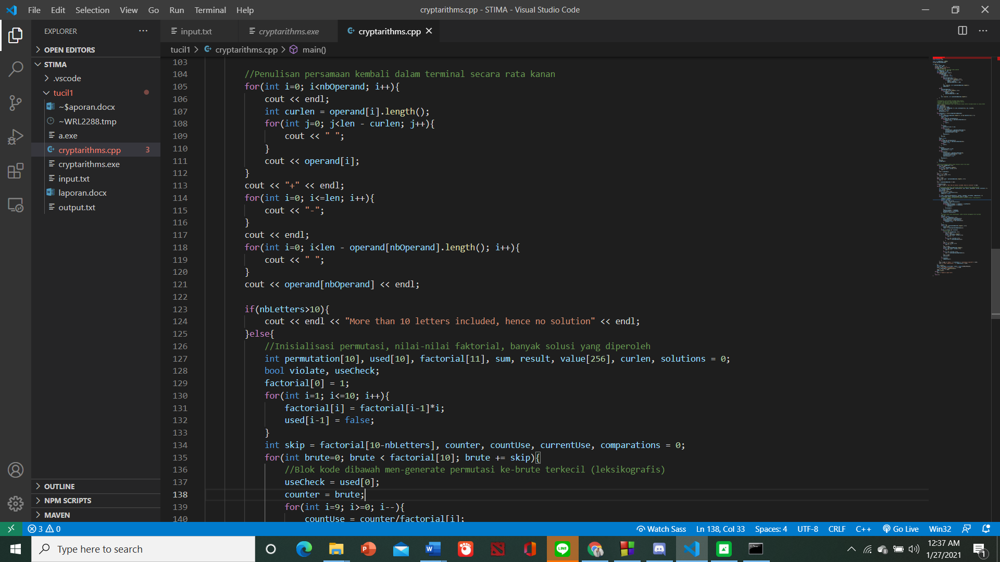 File Edit Selection View Go Run Terminal Help
cryptarithms.cpp - STIMA - Visual Studio Code
EXPLORER
OPEN EDITORS
STIMA
.vscode
tucil1
~$aporan.docx
~WRL2288.tmp
a.exe
cryptarithms.cpp 3
cryptarithms.exe
input.txt
laporan.docx
output.txt
OUTLINE
NPM SCRIPTS
MAVEN
input.txt cryptarithms.exe cryptarithms.cpp
tucil1 > cryptarithms.cpp > main()
103
104 //Penulisan persamaan kembali dalam terminal secara rata kanan
105 for(int i=0; i<nbOperand; i++){
106 cout << endl;
107 int curlen = operand[i].length();
108 for(int j=0; j<len - curlen; j++){
109 cout << " ";
110 }
111 cout << operand[i];
112 }
113 cout << "+" << endl;
114 for(int i=0; i<=len; i++){
115 cout << "-";
116 }
117 cout << endl;
118 for(int i=0; i<len - operand[nbOperand].length(); i++){
119 cout << " ";
120 }
121 cout << operand[nbOperand] << endl;
122
123 if(nbLetters>10){
124 cout << endl << "More than 10 letters included, hence no solution" << endl;
125 }else{
126 //Inisialisasi permutasi, nilai-nilai faktorial, banyak solusi yang diperoleh
127 int permutation[10], used[10], factorial[11], sum, result, value[256], curlen, solutions = 0;
128 bool violate, useCheck;
129 factorial[0] = 1;
130 for(int i=1; i<=10; i++){
131 factorial[i] = factorial[i-1]*i;
132 used[i-1] = false;
133 }
134 int skip = factorial[10-nbLetters], counter, countUse, currentUse, comparations = 0;
135 for(int brute=0; brute < factorial[10]; brute += skip){
136 //Blok kode dibawah men-generate permutasi ke-brute terkecil (leksikografis)
137 useCheck = used[0];
138 counter = brute;
139 for(int i=9; i>=0; i--){
140 countUse = counter/factorial[i];
3 0
Watch Sass Ln 138, Col 33 Spaces: 4 UTF-8 CRLF C++ Go Live Win32
Type here to search
LINE
12:37 AM
1/27/2021
1